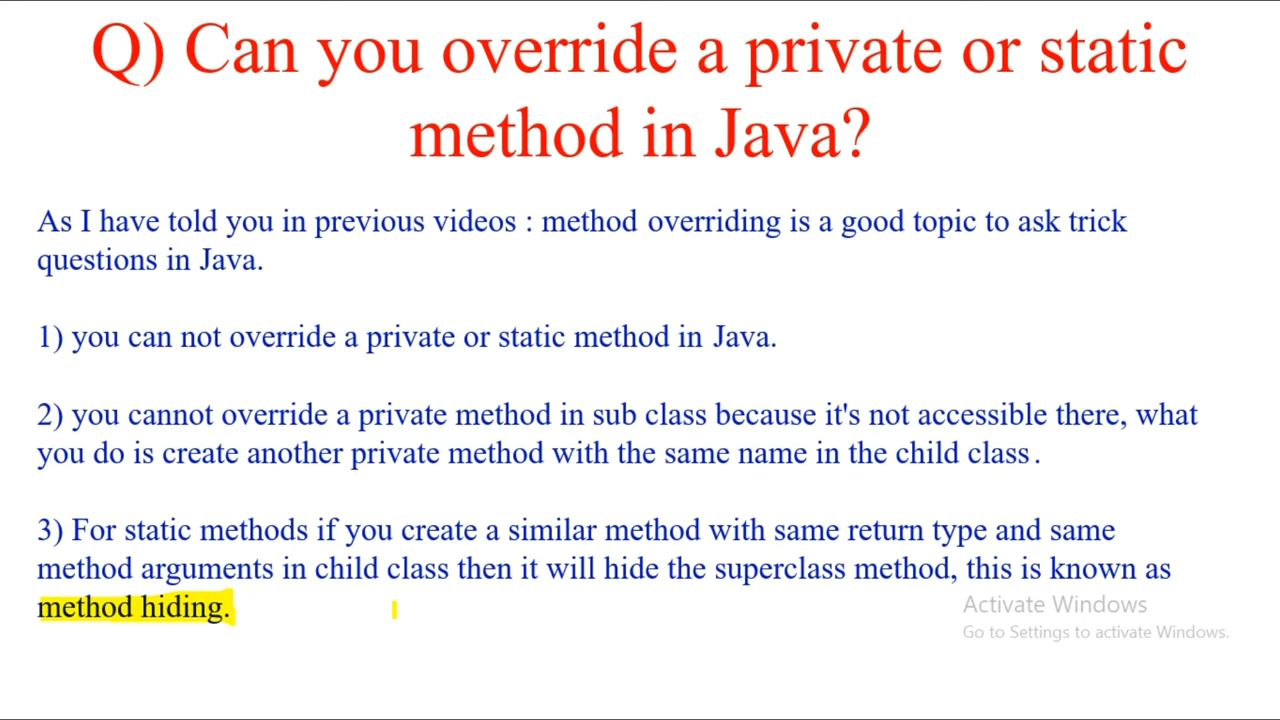 Q) Can you override a private or static
method in Java?
As I have told you in previous videos : method overriding is a good topic to ask trick
questions in Java.
1) you can not override a private or static method in Java.
2) you cannot override a private method in sub class because it's not accessible there, what
you do is create another private method with the same name in the child class.
3) For static methods if you create a similar method with same return type and same
method arguments in child class then it will hide the superclass method, this is known as
method hiding.
Activate Windows
Go to Settings to activate Windows.